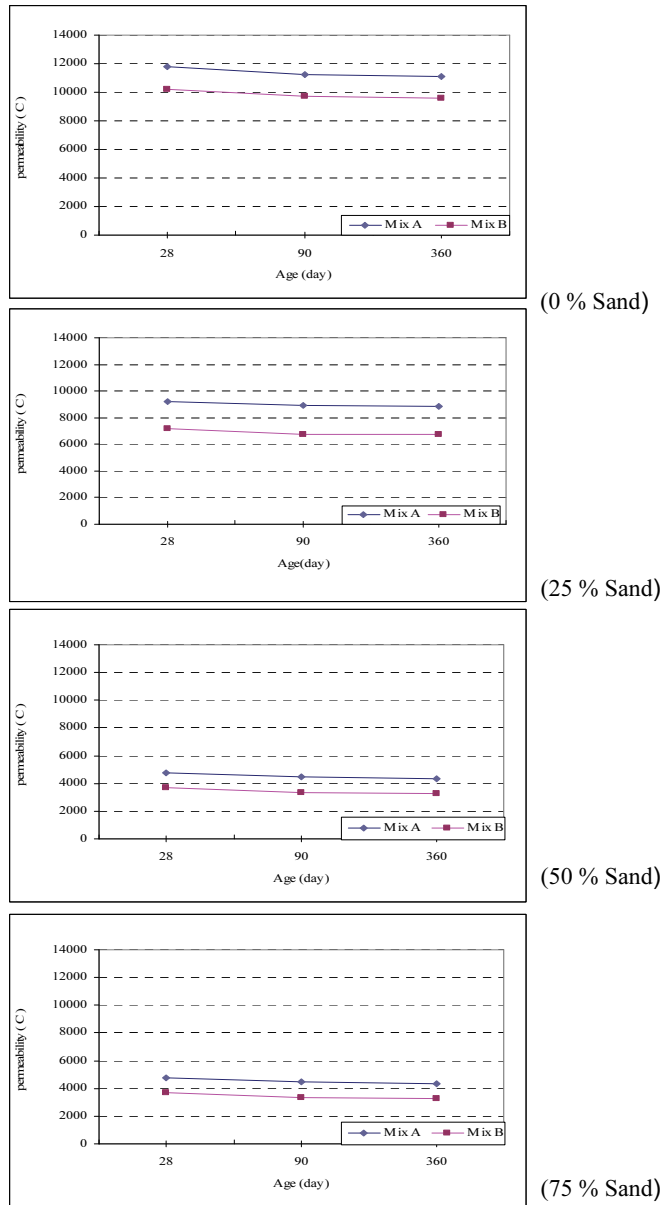 14000
12000
10000
8000
6000
4000
2000
0
permeability ( C )
Mix A Mix B
28 90 360
Age (day)
(0 % Sand)
14000
12000
10000
8000
6000
4000
2000
0
permeability ( C )
Mix A Mix B
28 90 360
Age(day)
(25 % Sand)
14000
12000
10000
8000
6000
4000
2000
0
permeability ( C )
Mix A Mix B
28 90 360
Age (day)
(50 % Sand)
14000
12000
10000
8000
6000
4000
2000
0
permeability ( C )
Mix A Mix B
28 90 360
Age (day)
(75 % Sand)